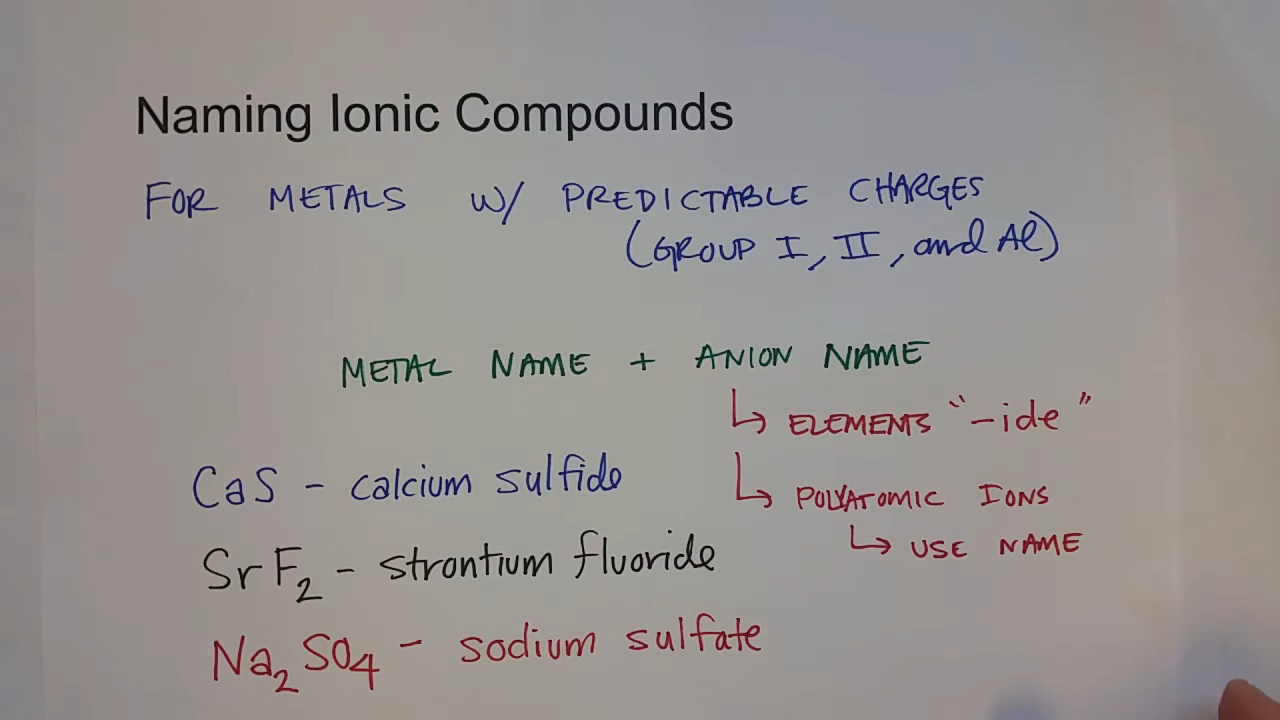 Naming Ionic Compounds
FOR METALS W/ PREDICTABLE CHARGES
(GROUP I, II, and Al)
METAL NAME + ANION NAME
↳ ELEMENTS "-ide"
CaS - calcium sulfide
↳ POLYATOMIC IONS
↳ USE NAME
SrF₂ - strontium fluoride
Na₂SO₄ - sodium sulfate